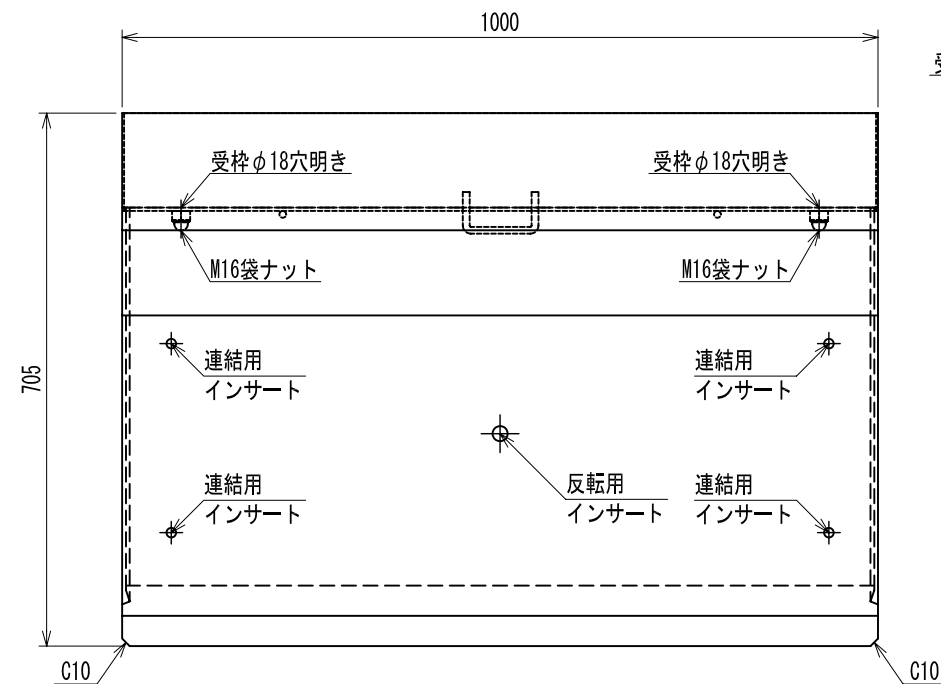 1000
受枠φ18穴明き
受枠φ18穴明き
M16袋ナット
M16袋ナット
705
連結用
インサート
連結用
インサート
反転用
インサート
連結用
インサート
連結用
インサート
C10
C10